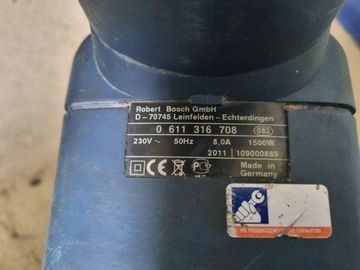 Robert Bosch GmbH
D – 70745 Leinfelden – Echterdingen
0 611 316 708 (082)
230V ~ 50Hz 8,0A 1500W
2011 109000889
CE
Made in
Germany
НЕ ПОШКОДЖУВАТИ! ГАРАНТІЯ!